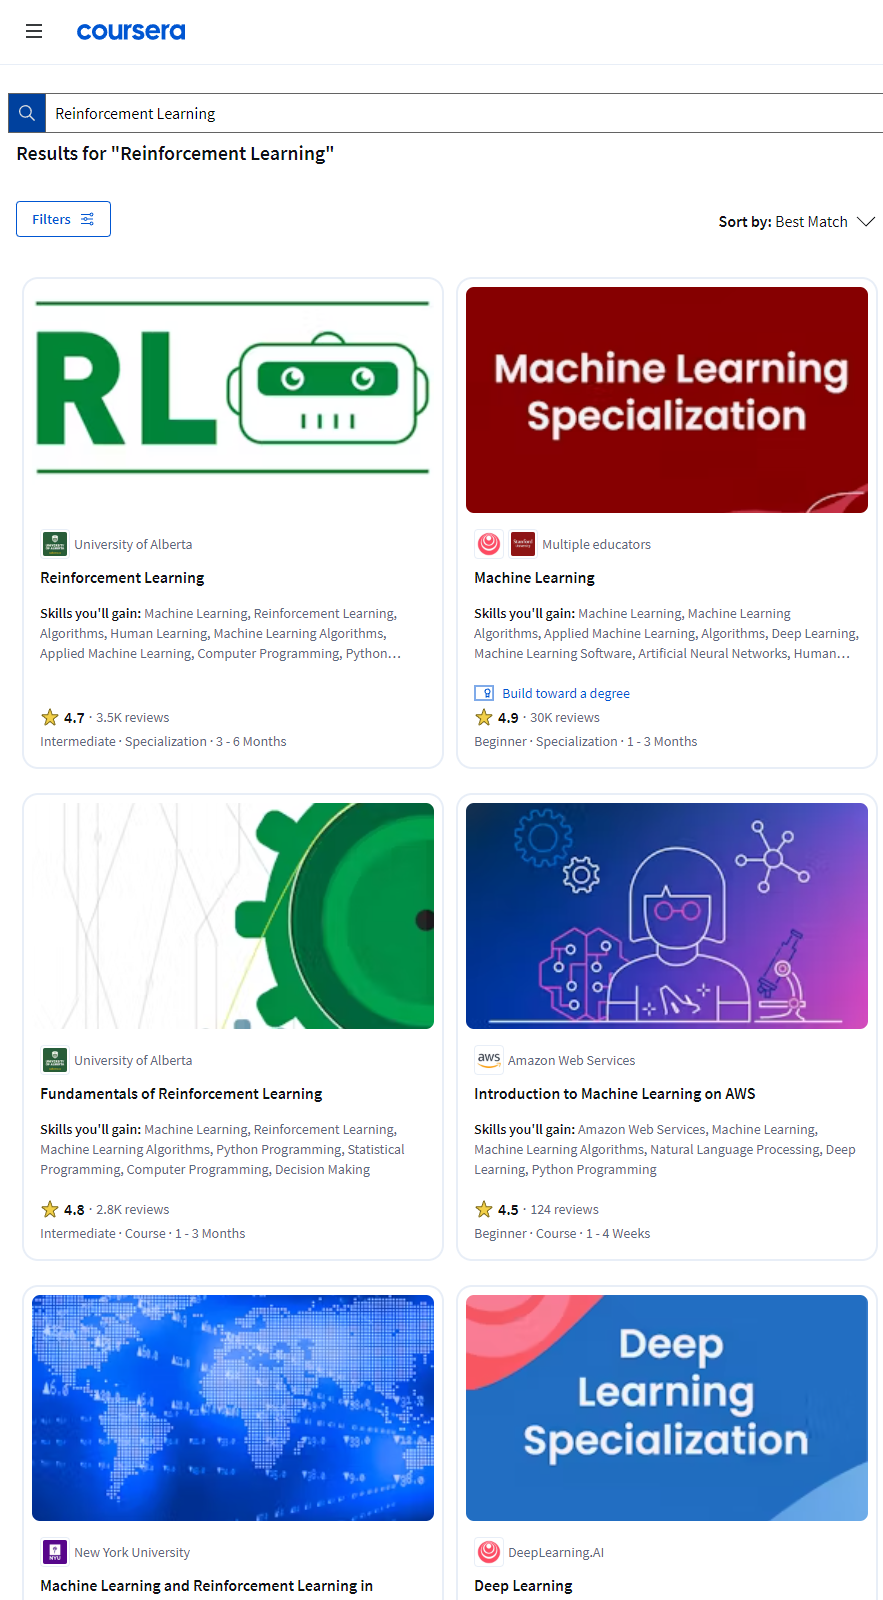 coursera
Reinforcement Learning
Results for "Reinforcement Learning"
Filters
Sort by: Best Match
RL
Machine Learning
Specialization
University of Alberta
Reinforcement Learning
Skills you'll gain: Machine Learning, Reinforcement Learning,
Algorithms, Human Learning, Machine Learning Algorithms,
Applied Machine Learning, Computer Programming, Python…
4.7 · 3.5K reviews
Intermediate · Specialization · 3 - 6 Months
Multiple educators
Machine Learning
Skills you'll gain: Machine Learning, Machine Learning
Algorithms, Applied Machine Learning, Algorithms, Deep Learning,
Machine Learning Software, Artificial Neural Networks, Human…
Build toward a degree
4.9 · 30K reviews
Beginner · Specialization · 1 - 3 Months
University of Alberta
Fundamentals of Reinforcement Learning
Skills you'll gain: Machine Learning, Reinforcement Learning,
Machine Learning Algorithms, Python Programming, Statistical
Programming, Computer Programming, Decision Making
4.8 · 2.8K reviews
Intermediate · Course · 1 - 3 Months
aws
Amazon Web Services
Introduction to Machine Learning on AWS
Skills you'll gain: Amazon Web Services, Machine Learning,
Machine Learning Algorithms, Natural Language Processing, Deep
Learning, Python Programming
4.5 · 124 reviews
Beginner · Course · 1 - 4 Weeks
NYU
New York University
Machine Learning and Reinforcement Learning in
Deep
Learning
Specialization
DeepLearning.AI
Deep Learning